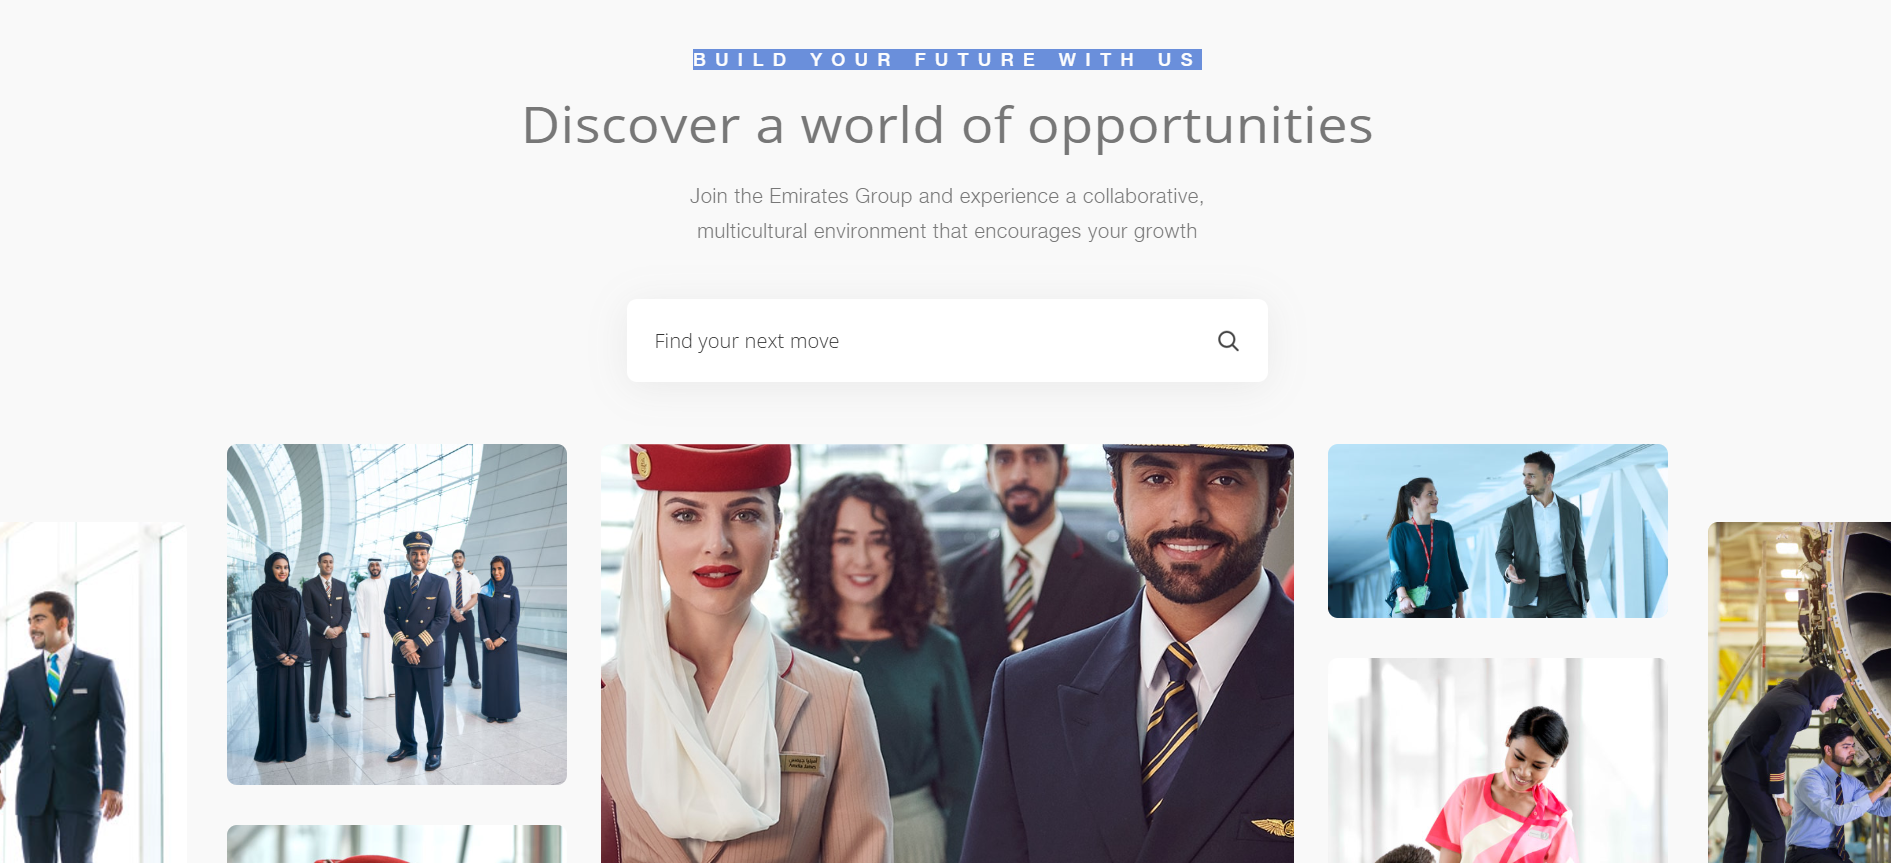 BUILD YOUR FUTURE WITH US
Discover a world of opportunities
Join the Emirates Group and experience a collaborative,
multicultural environment that encourages your growth
Find your next move